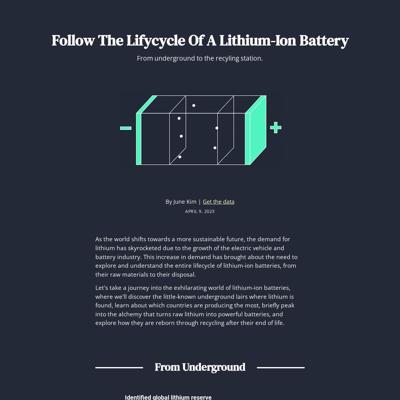 Follow The Lifycycle Of A Lithium-Ion Battery
From underground to the recyling station.
By June Kim | Get the data
APRIL 9, 2023
As the world shifts towards a more sustainable future, the demand for
lithium has skyrocketed due to the growth of the electric vehicle and
battery industry. This increase in demand has brought about the need to
explore and understand the entire lifecycle of lithium-ion batteries, from
their raw materials to their disposal.
Let's take a journey into the exhilarating world of lithium-ion batteries,
where we'll discover the little-known underground lairs where lithium is
found, learn about which countries are producing the most, briefly peak
into the alchemy that turns raw lithium into powerful batteries, and
explore how they are reborn through recycling after their end of life.
From Underground
Identified global lithium reserve